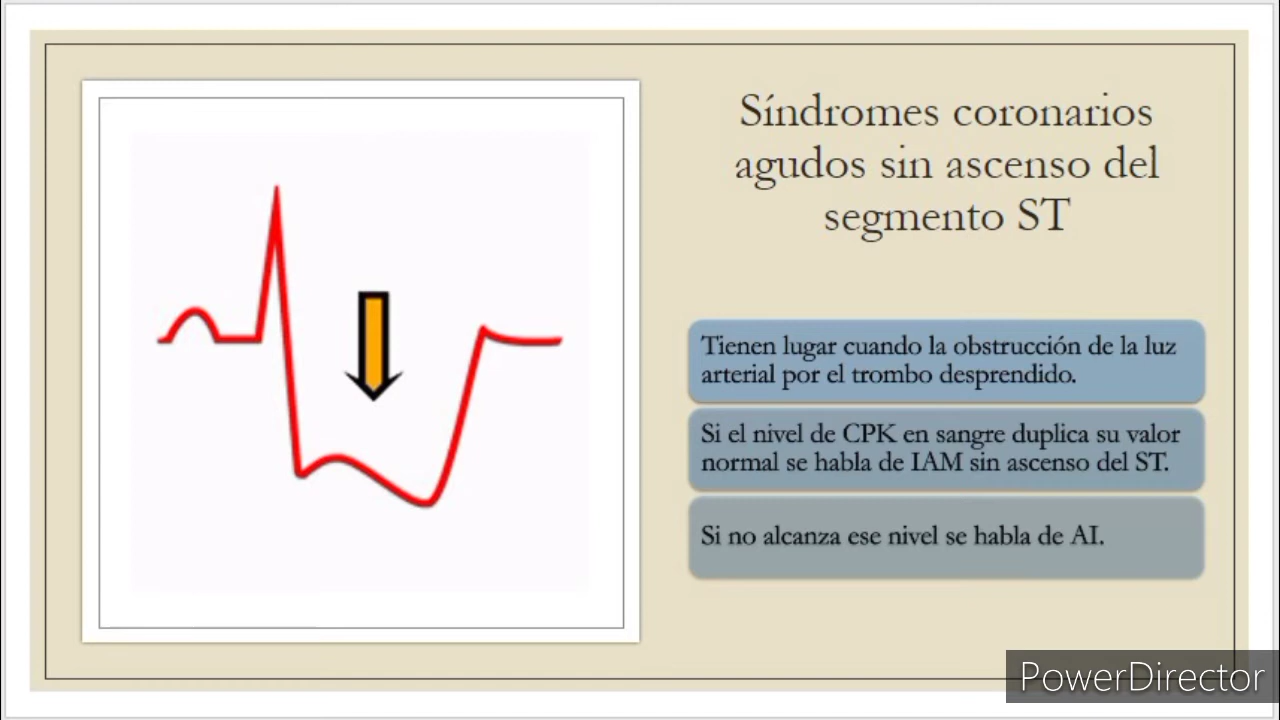 Síndromes coronarios
agudos sin ascenso del
segmento ST
Tienen lugar cuando la obstrucción de la luz
arterial por el trombo desprendido.
Si el nivel de CPK en sangre duplica su valor
normal se habla de IAM sin ascenso del ST.
Si no alcanza ese nivel se habla de AI.
PowerDirector